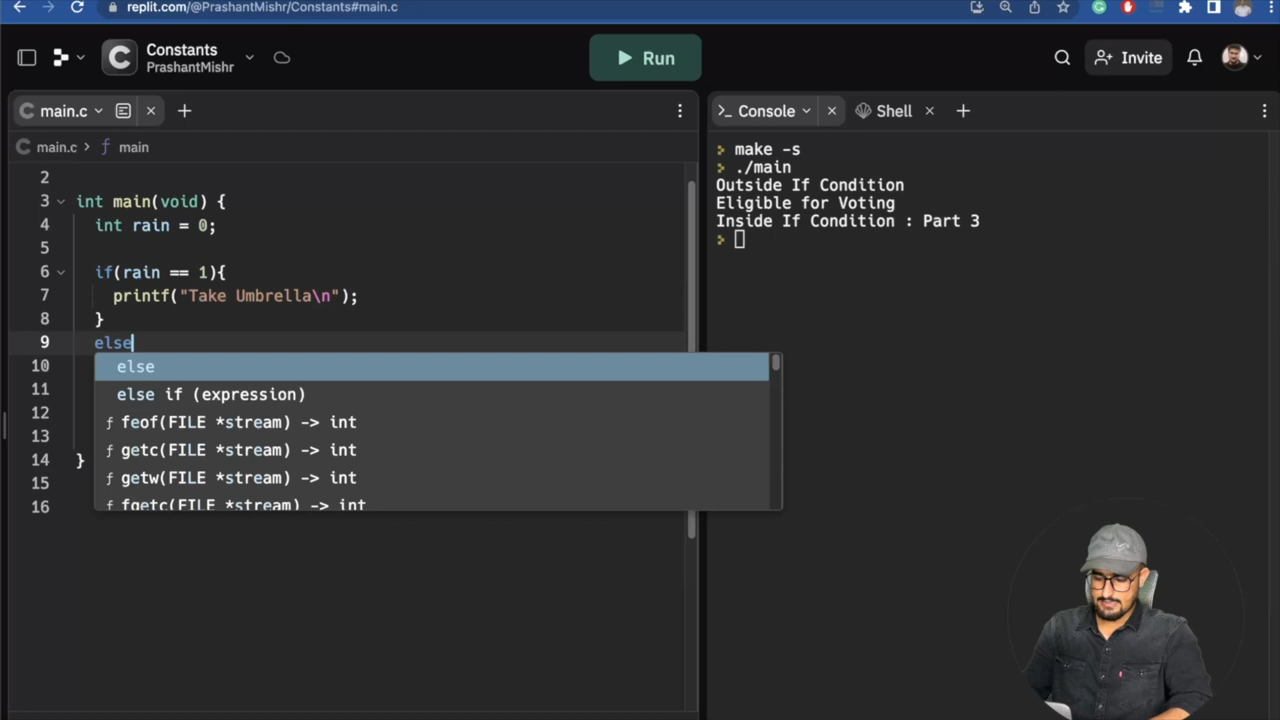 replit.com/@PrashantMishr/Constants#main.c
Constants
PrashantMishr
Run
Invite
main.c
main.c > ƒ main
2
3 int main(void) {
4 int rain = 0;
5
6 if(rain == 1){
7 printf("Take Umbrella\n");
8 }
9 else
10
11
12
13
14 }
15
16
else
else if (expression)
ƒ feof(FILE *stream) -> int
ƒ getc(FILE *stream) -> int
ƒ getw(FILE *stream) -> int
ƒ fgetc(FILE *stream) -> int
>_ Console
Shell
> make -s
> ./main
Outside If Condition
Eligible for Voting
Inside If Condition : Part 3
>